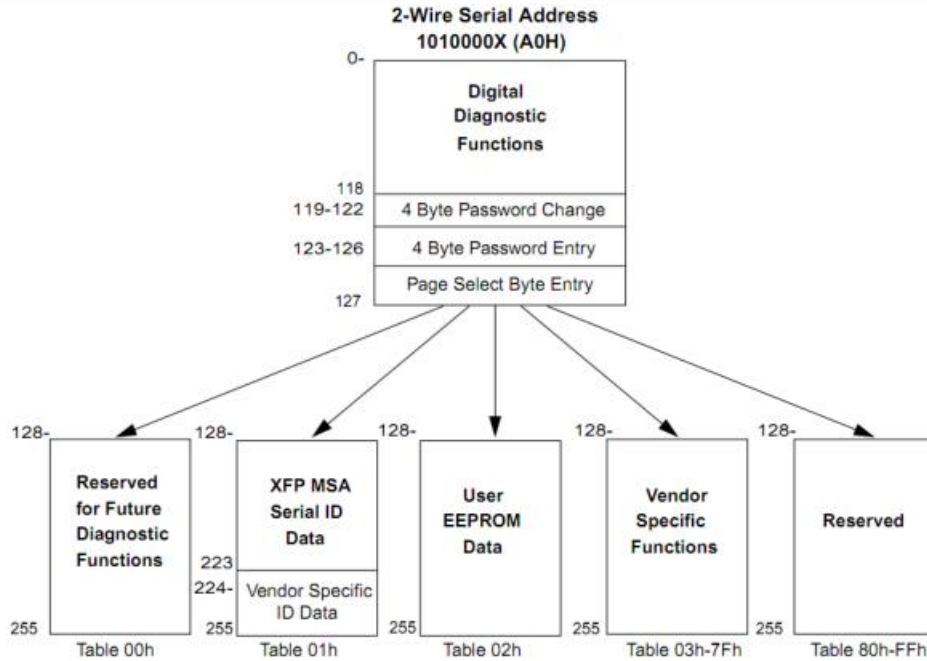 2-Wire Serial Address
1010000X (A0H)
0-
Digital
Diagnostic
Functions
118
119-122
4 Byte Password Change
123-126
4 Byte Password Entry
Page Select Byte Entry
127
128-
128-
128-
128-
128-
Reserved
for Future
Diagnostic
Functions
255
Table 00h
XFP MSA
Serial ID
Data
223
224-
Vendor Specific
ID Data
255
Table 01h
User
EEPROM
Data
255
Table 02h
Vendor
Specific
Functions
255
Table 03h-7Fh
Reserved
255
Table 80h-FFh